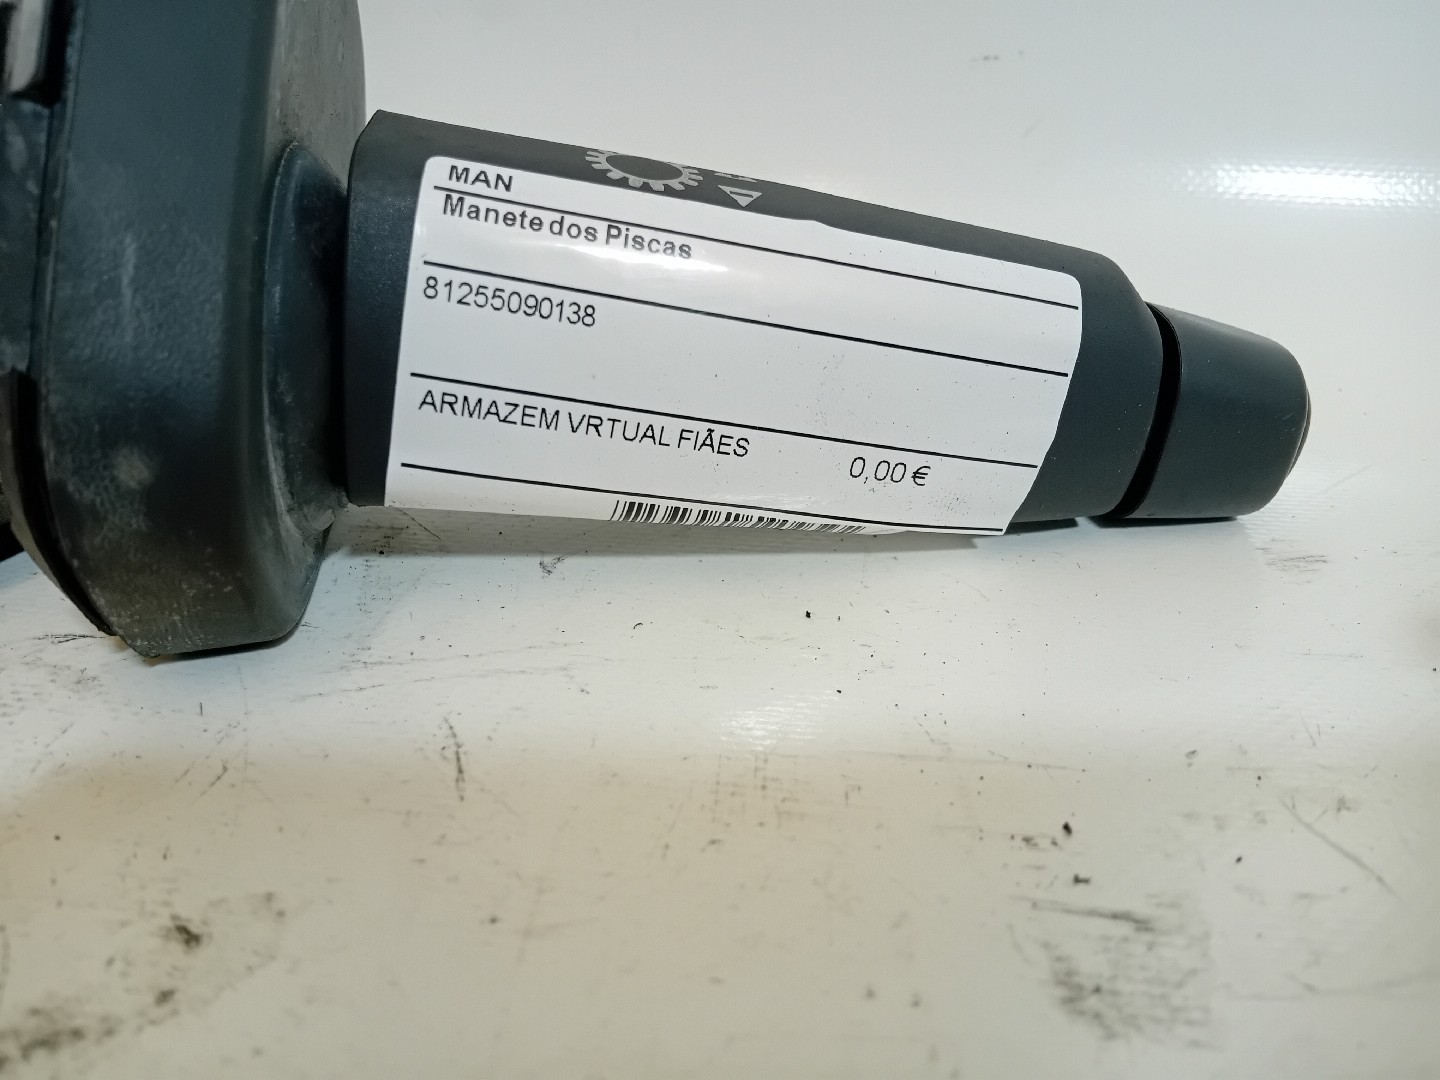 MAN
Manete dos Piscas
81255090138
ARMAZEM VRTUAL FIÃES
0,00 €